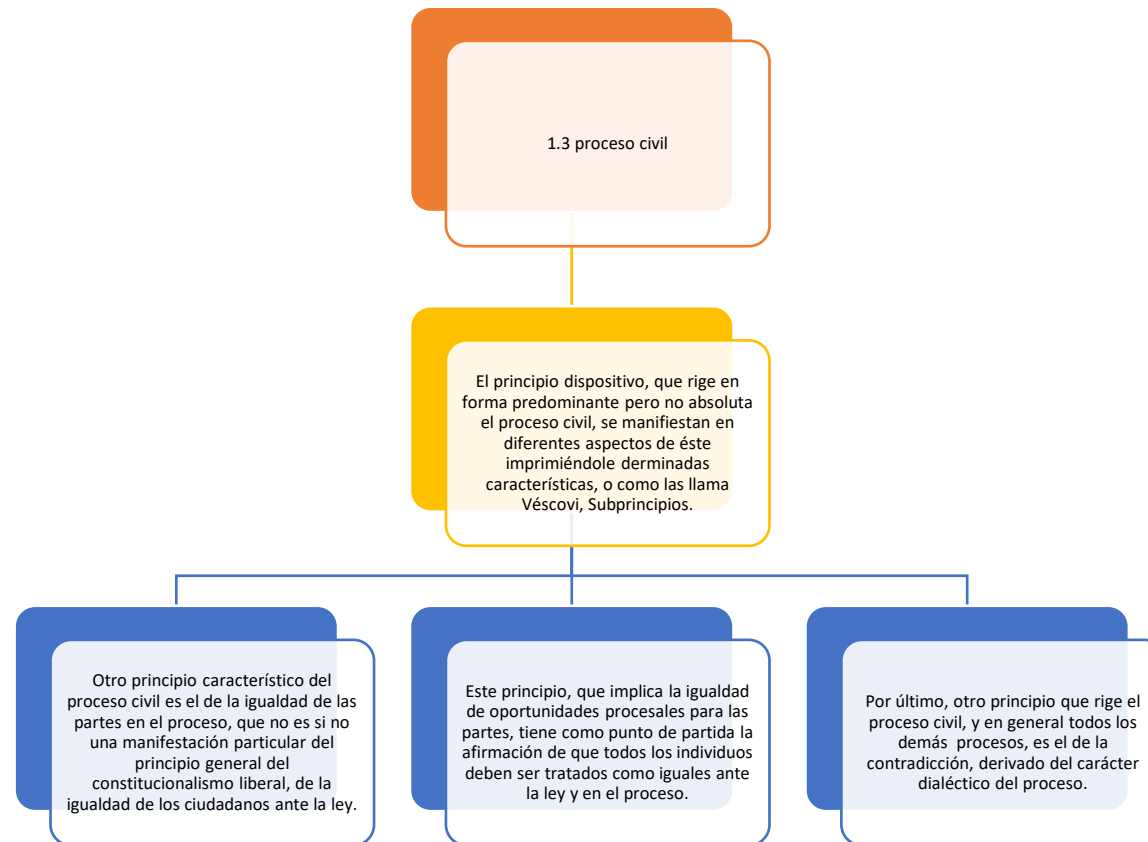 1.3 proceso civil
El principio dispositivo, que rige en
forma predominante pero no absoluta
el proceso civil, se manifiestan en
diferentes aspectos de éste
imprimiéndole derminadas
características, o como las llama
Véscovi, Subprincipios.
Otro principio característico del
proceso civil es el de la igualdad de las
partes en el proceso, que no es si no
una manifestación particular del
principio general del
constitucionalismo liberal, de la
igualdad de los ciudadanos ante la ley.
Este principio, que implica la igualdad
de oportunidades procesales para las
partes, tiene como punto de partida la
afirmación de que todos los individuos
deben ser tratados como iguales ante
la ley y en el proceso.
Por último, otro principio que rige el
proceso civil, y en general todos los
demás procesos, es el de la
contradicción, derivado del carácter
dialéctico del proceso.